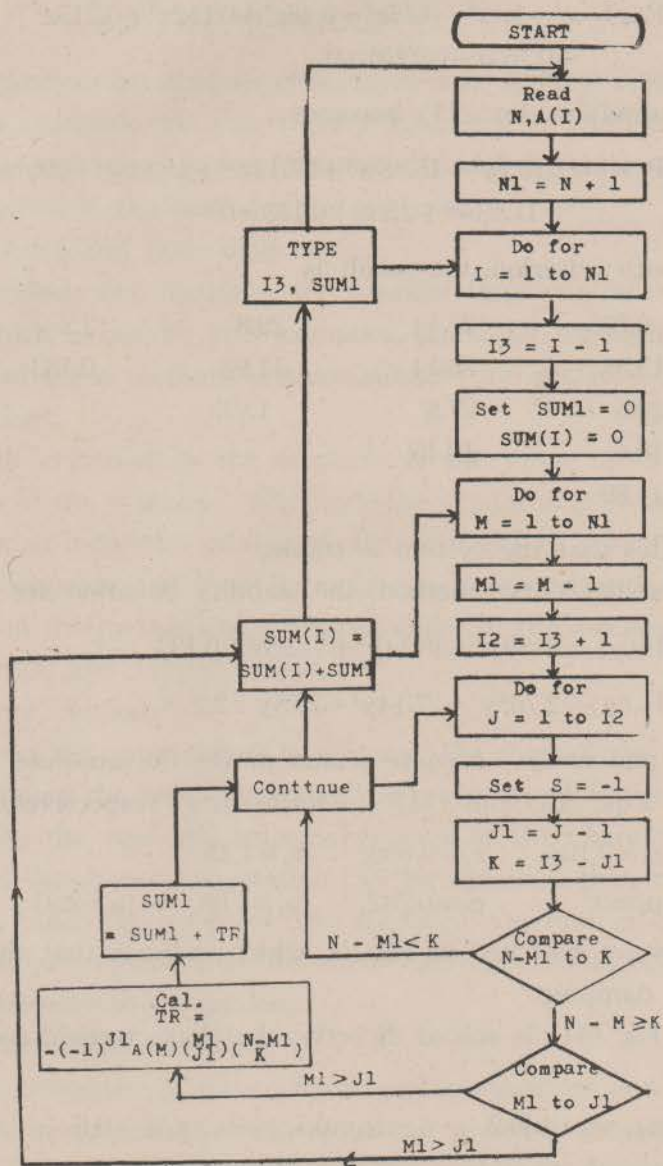 START
Read
N,A(I)
N1 = N + 1
Do for
I = 1 to N1
TYPE
I3, SUM1
I3 = I - 1
Set SUM1 = 0
SUM(I) = 0
Do for
M = 1 to N1
M1 = M - 1
I2 = I3 + 1
SUM(I) =
SUM(I)+SUM1
Do for
J = 1 to I2
Continue
Set S = -1
J1 = J - 1
K = I3 - J1
SUM1
= SUM1 + TR
N - M1< K
Compare
N-M1 to K
Cal.
TR =
-(-1)^J1 A(M)(M1 J1)(N-M1 K)
N - M ≥K
M1> J1
Compare
M1 to J1
M1> J1